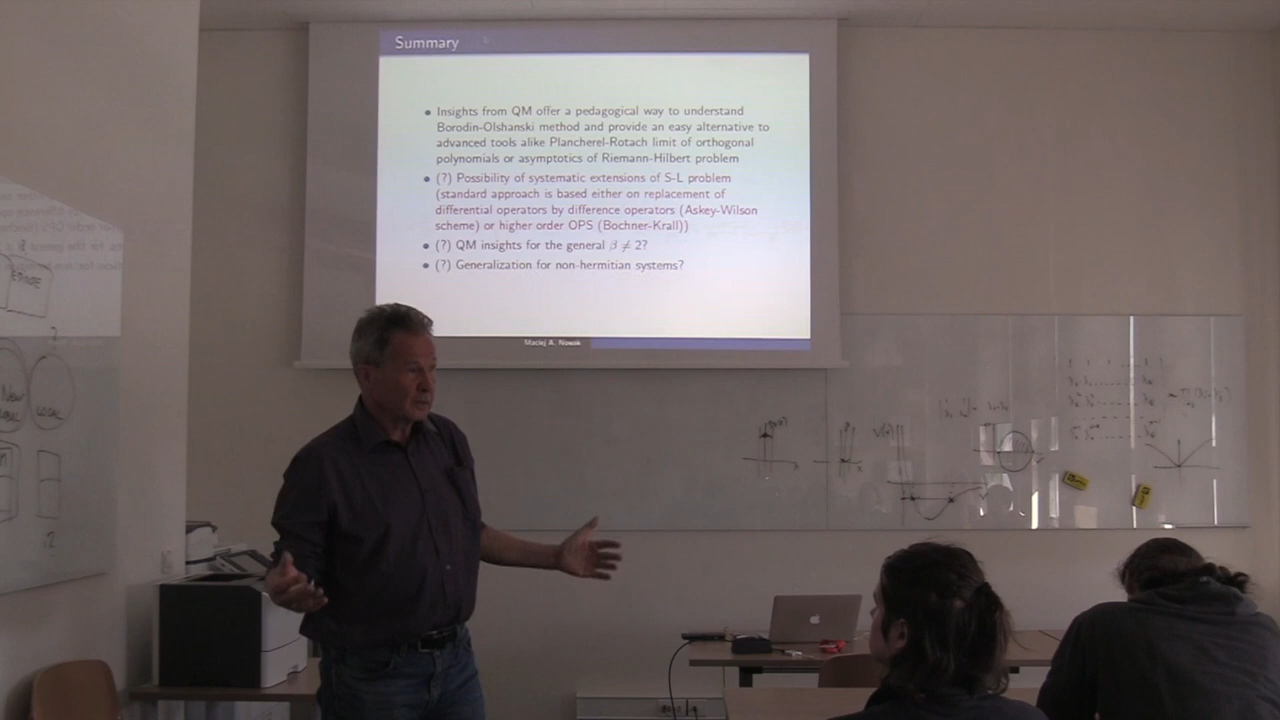 Summary
• Insights from QM offer a pedagogical way to understand
Borodin-Olshanski method and provide an easy alternative to
advanced tools alike Plancherel-Rotach limit of orthogonal
polynomials or asymptotics of Riemann-Hilbert problem
• (?) Possibility of systematic extensions of S-L problem
(standard approach is based either on replacement of
differential operators by difference operators (Askey-Wilson
scheme) or higher order OPS (Bochner-Krall))
• (?) QM insights for the general β ≠ 2?
• (?) Generalization for non-hermitian systems?
Maciej A. Nowak
LOCAL